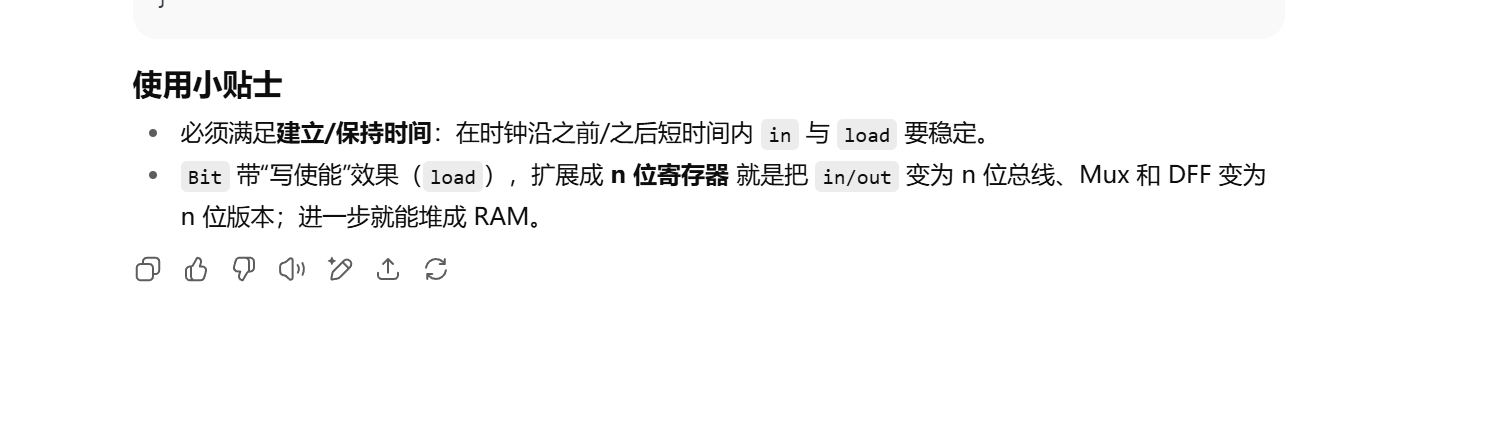 }
使用小贴士
• 必须满足建立/保持时间：在时钟沿之前/之后短时间内 in 与 load 要稳定。
• Bit 带“写使能”效果（load），扩展成 n 位寄存器 就是把 in/out 变为 n 位总线、Mux 和 DFF 变为
n 位版本；进一步就能堆成 RAM。